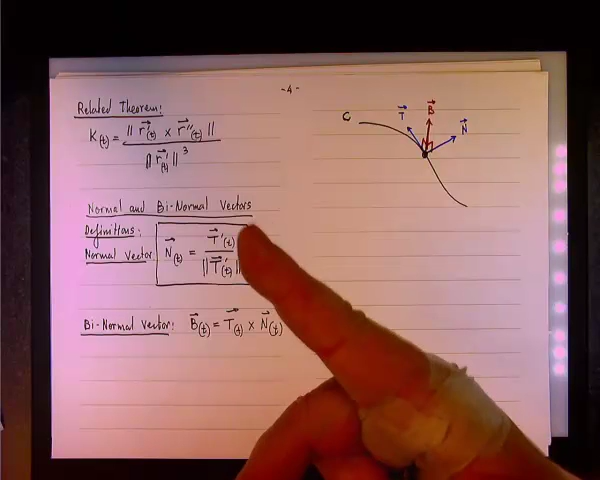 -4-
Related Theorem:
K(t) = ‖ r⃗'(t) × r⃗''(t) ‖
‖ r⃗'(t) ‖³
Normal and Bi-Normal Vectors
Definitions:
Normal Vector
N⃗(t) = T⃗'(t)
‖T⃗'(t)‖
Bi-Normal Vector: B⃗(t) = T⃗(t) × N⃗(t)
C
T⃗
B⃗
N⃗